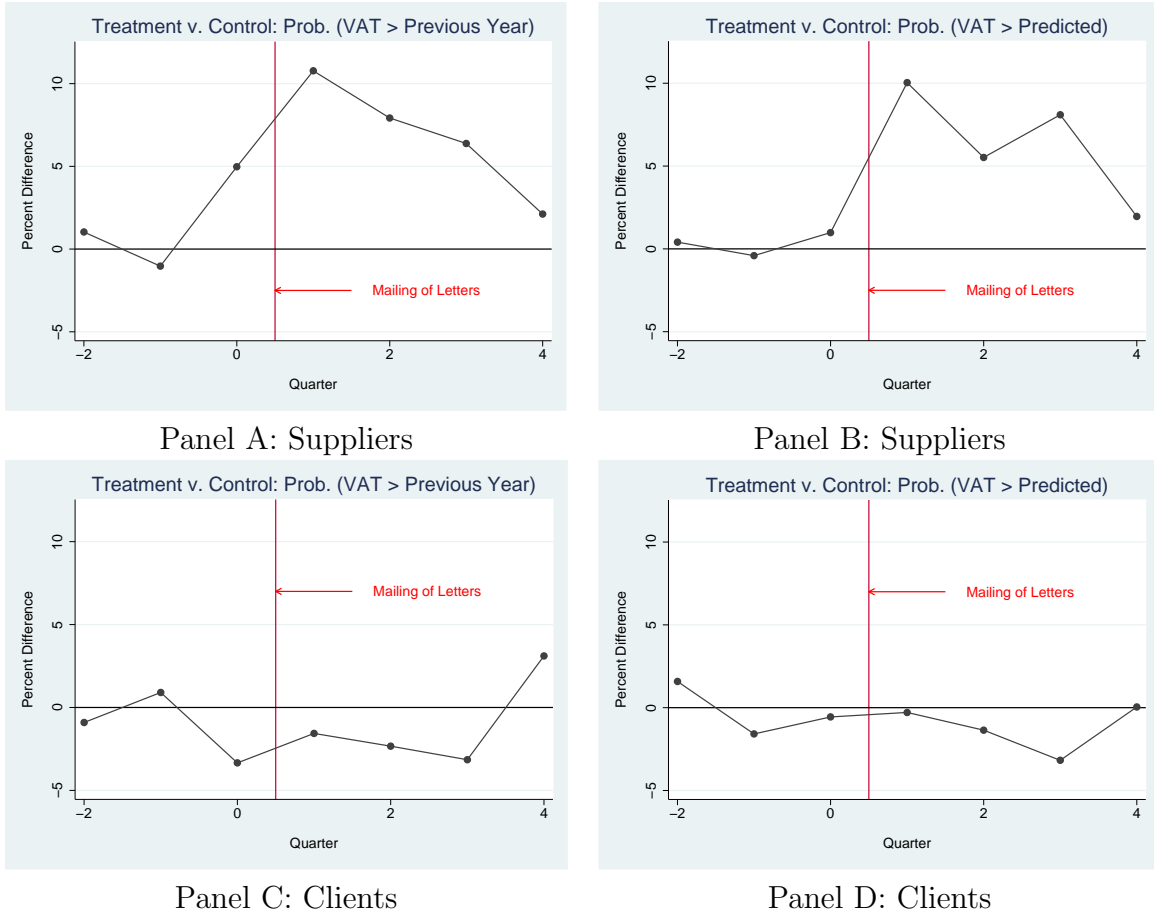 Treatment v. Control: Prob. (VAT > Previous Year)
Percent Difference
10
5
0
−5
Mailing of Letters
−2 0 2 4
Quarter
Panel A: Suppliers
Treatment v. Control: Prob. (VAT > Predicted)
Percent Difference
10
5
0
−5
Mailing of Letters
−2 0 2 4
Quarter
Panel B: Suppliers
Treatment v. Control: Prob. (VAT > Previous Year)
Percent Difference
10
5
0
−5
Mailing of Letters
−2 0 2 4
Quarter
Panel C: Clients
Treatment v. Control: Prob. (VAT > Predicted)
Percent Difference
10
5
0
−5
Mailing of Letters
−2 0 2 4
Quarter
Panel D: Clients